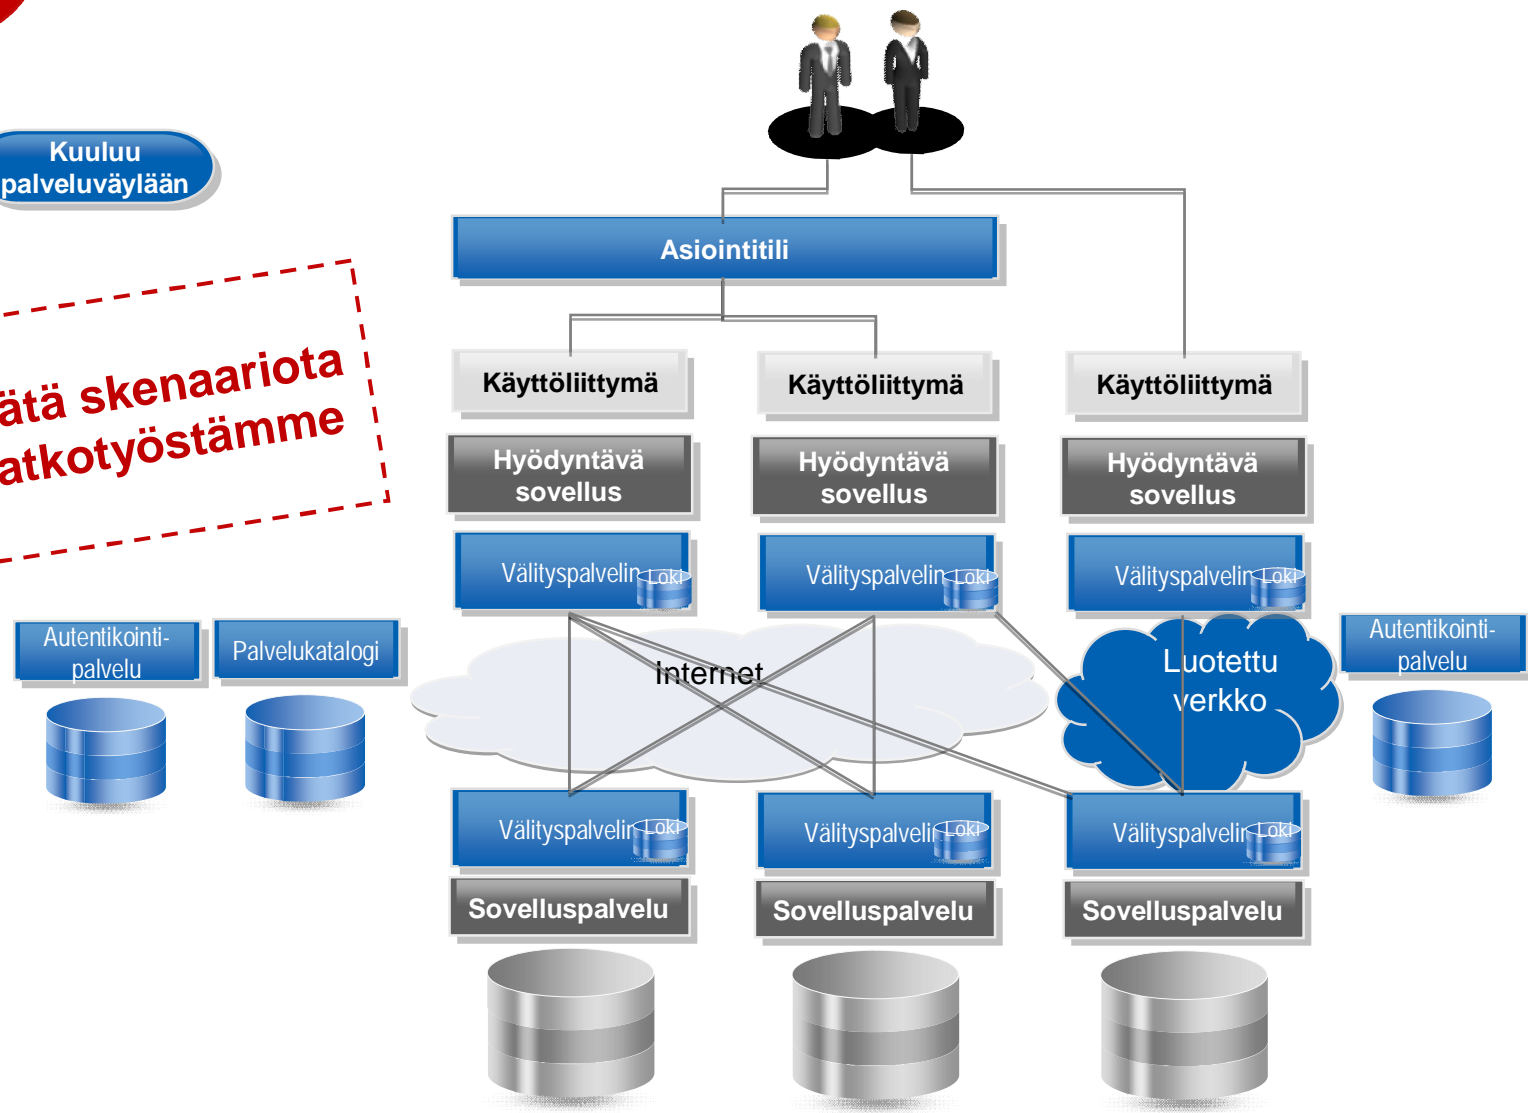 Kuuluu
palveluväylään
Asiointitili
ätä skenaariota
atkotyöstämme
Käyttöliittymä
Käyttöliittymä
Käyttöliittymä
Hyödyntävä
sovellus
Hyödyntävä
sovellus
Hyödyntävä
sovellus
Välityspalvelin
Loki
Välityspalvelin
Loki
Välityspalvelin
Loki
Autentikointi-
palvelu
Palvelukatalogi
Internet
Luotettu
verkko
Autentikointi-
palvelu
Välityspalvelin
Loki
Välityspalvelin
Loki
Välityspalvelin
Loki
Sovelluspalvelu
Sovelluspalvelu
Sovelluspalvelu